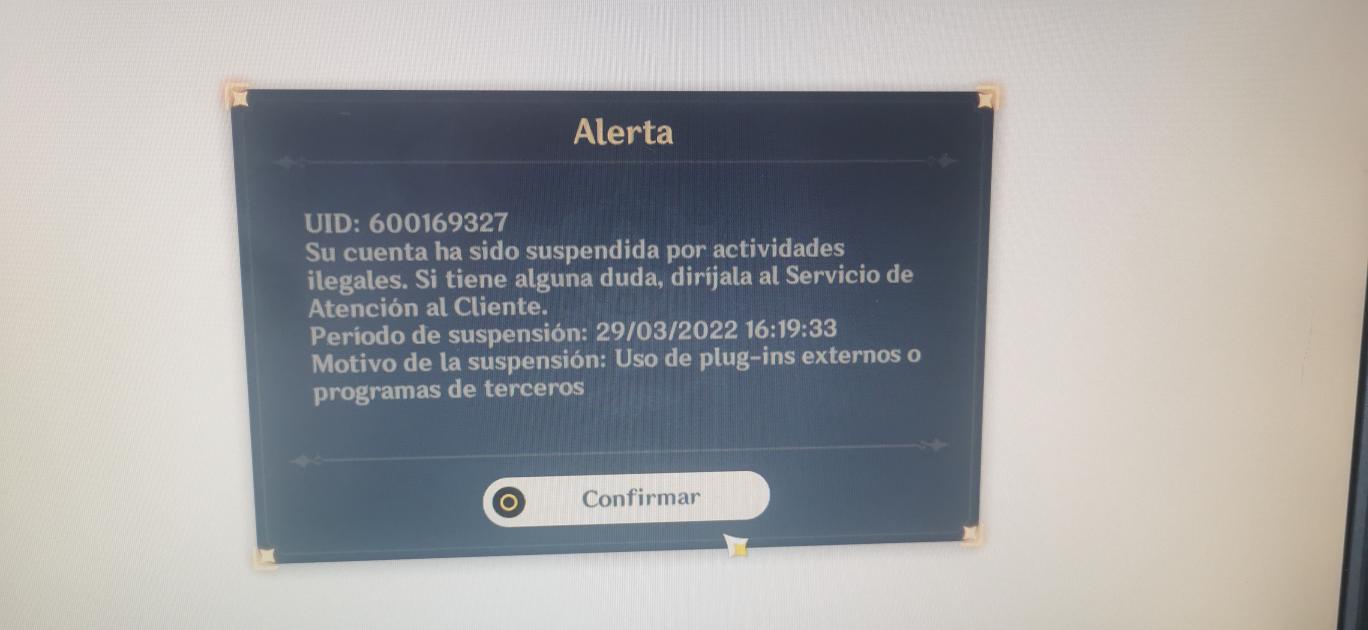 Alerta
UID: 600169327
Su cuenta ha sido suspendida por actividades
ilegales. Si tiene alguna duda, diríjala al Servicio de
Atención al Cliente.
Período de suspensión: 29/03/2022 16:19:33
Motivo de la suspensión: Uso de plug-ins externos o
programas de terceros
Confirmar